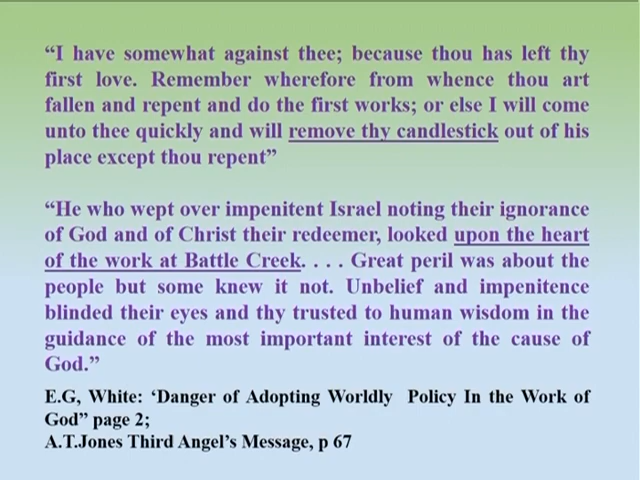 “I have somewhat against thee; because thou has left thy
first love. Remember wherefore from whence thou art
fallen and repent and do the first works; or else I will come
unto thee quickly and will remove thy candlestick out of his
place except thou repent”
“He who wept over impenitent Israel noting their ignorance
of God and of Christ their redeemer, looked upon the heart
of the work at Battle Creek. . . . Great peril was about the
people but some knew it not. Unbelief and impenitence
blinded their eyes and thy trusted to human wisdom in the
guidance of the most important interest of the cause of
God.”
E.G, White: ‘Danger of Adopting Worldly Policy In the Work of
God” page 2;
A.T.Jones Third Angel’s Message, p 67